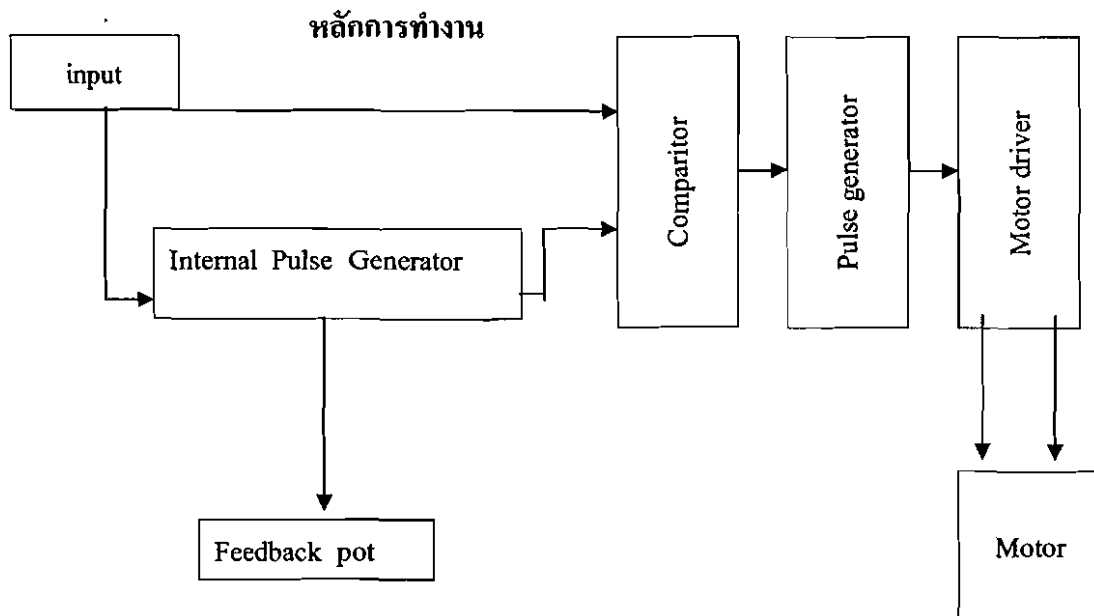 หลักการทำงาน
input
Comparitor
Pulse generator
Motor driver
Internal Pulse Generator
Feedback pot
Motor